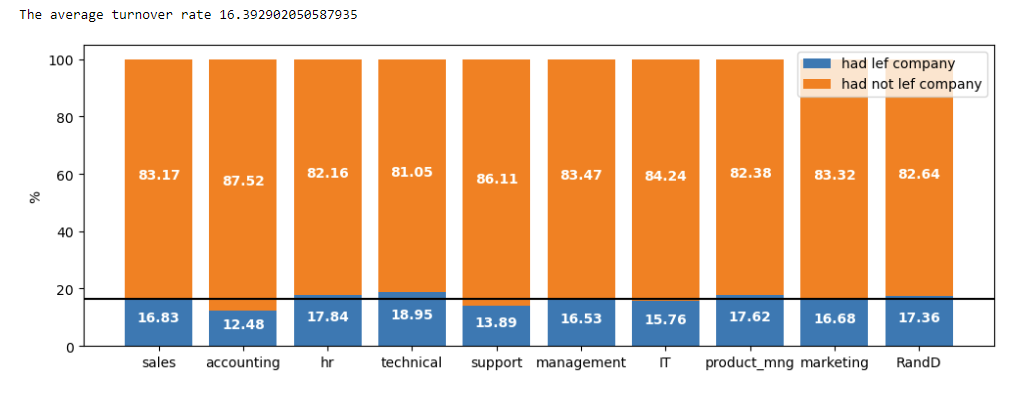 The average turnover rate 16.392902050587935
had lef company
had not lef company
100
80
60
40
20
0
%
83.17 87.52 82.16 81.05 86.11 83.47 84.24 82.38 83.32 82.64
16.83 12.48 17.84 18.95 13.89 16.53 15.76 17.62 16.68 17.36
sales accounting hr technical support management IT product_mng marketing RandD